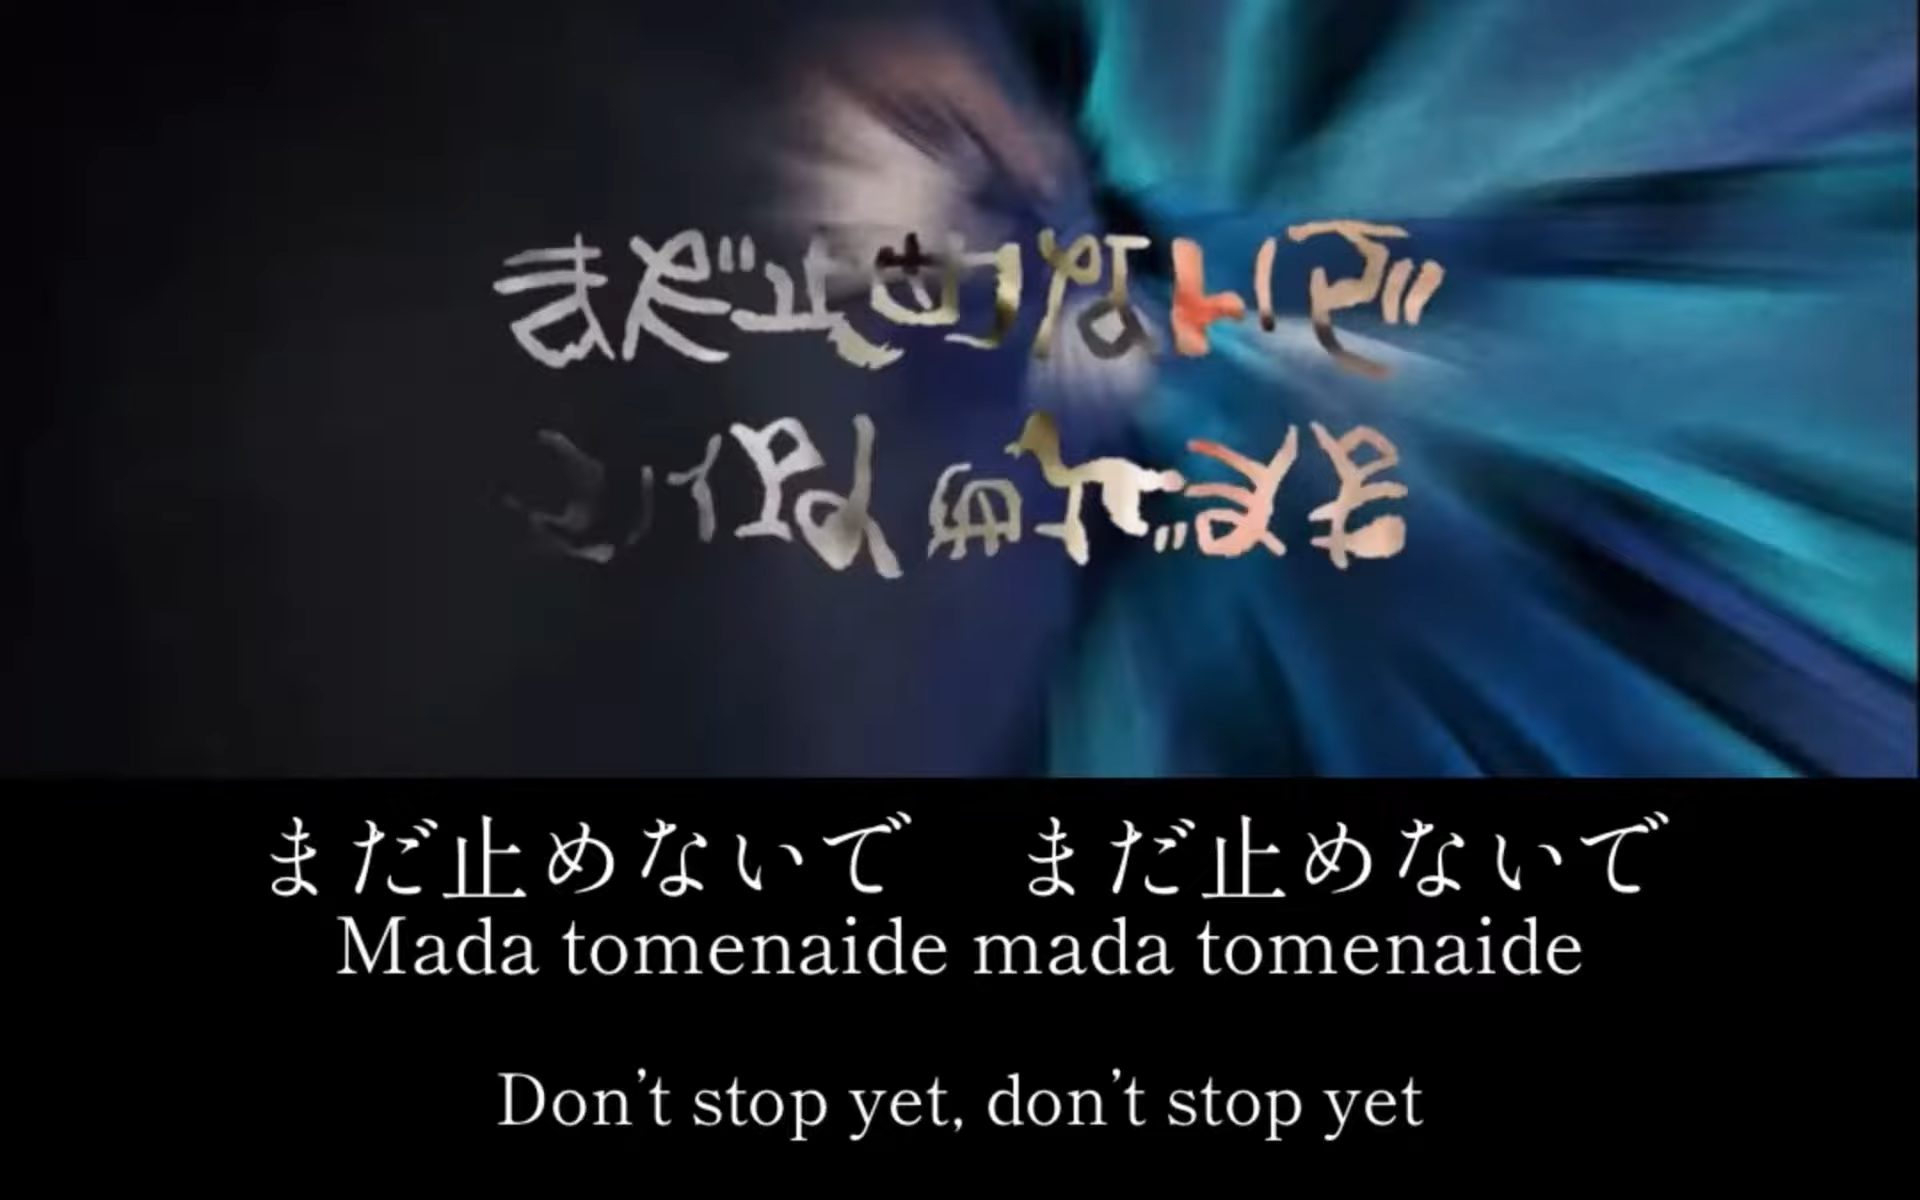 まだ止めないで
まだ止めないで　まだ止めないで
Mada tomenaide mada tomenaide
Don't stop yet, don't stop yet